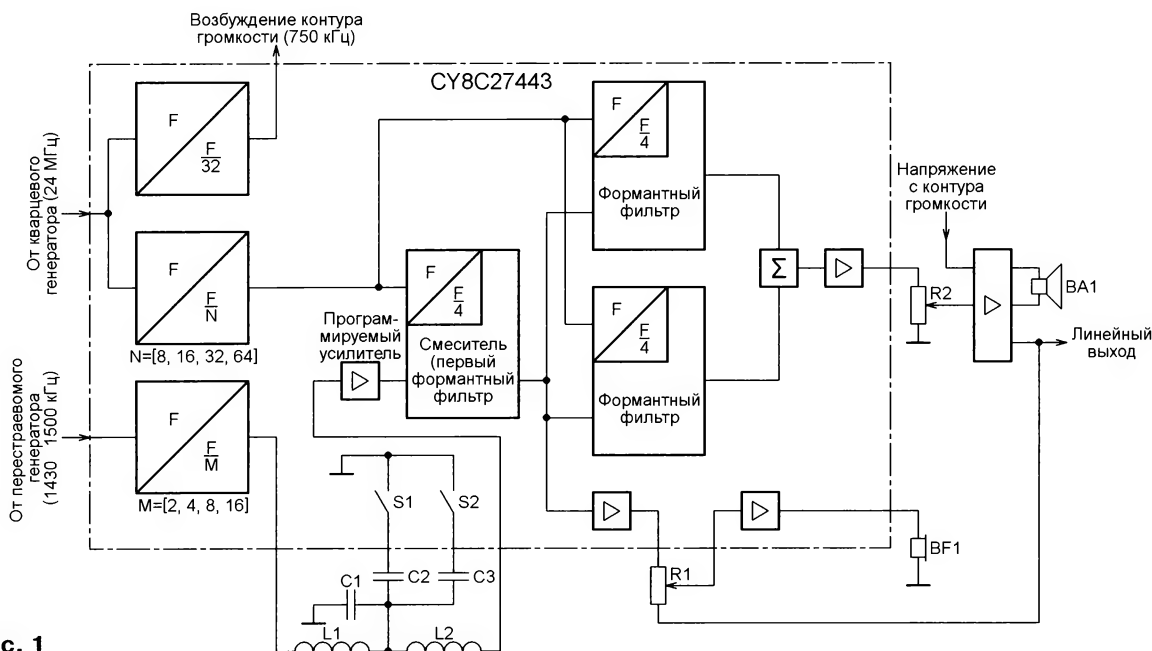 Возбуждение контура
громкости (750 кГц)
CY8C27443
От кварцевого
генератора (24 МГц)
F
F
32
F
F
N
N=[8, 16, 32, 64]
От перестраевомого
генератора
(1430 1500 кГц)
F
F
M
M=[2, 4, 8, 16]
Програм-
мируемый
усилитель
F
F
4
Смеситель
(первый
формантный
фильтр)
F
F
4
Формантный
фильтр
F
F
4
Формантный
фильтр
Σ
Напряжение
с контура
громкости
R2
BA1
Линейный
выход
S1
S2
C1
C2
C3
L1
L2
R1
BF1
с. 1